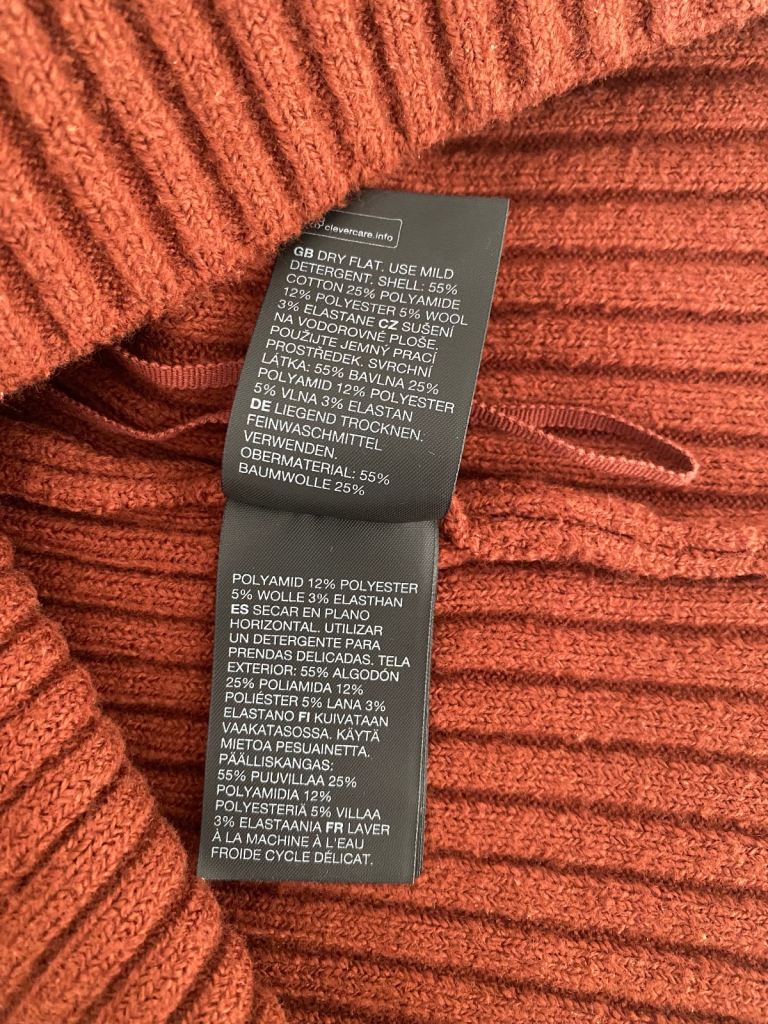 clevercare.info
GB DRY FLAT. USE MILD
DETERGENT. SHELL: 55%
COTTON 25% POLYAMIDE
12% POLYESTER 5% WOOL
3% ELASTANE CZ SUŠENÍ
NA VODOROVNÉ PLOŠE.
POUŽIJTE JEMNÝ PRACÍ
PROSTŘEDEK. SVRCHNÍ
LÁTKA: 55% BAVLNA 25%
POLYAMID 12% POLYESTER
5% VLNA 3% ELASTAN
DE LIEGEND TROCKNEN.
FEINWASCHMITTEL
VERWENDEN.
OBERMATERIAL: 55%
BAUMWOLLE 25%
POLYAMID 12% POLYESTER
5% WOLLE 3% ELASTHAN
ES SECAR EN PLANO
HORIZONTAL. UTILIZAR
UN DETERGENTE PARA
PRENDAS DELICADAS. TELA
EXTERIOR: 55% ALGODÓN
25% POLIAMIDA 12%
POLIÉSTER 5% LANA 3%
ELASTANO FI KUIVATAAN
VAAKATASOSSA. KÄYTÄ
MIETOA PESUAINETTA.
PÄÄLLISKANGAS:
55% PUUVILLAA 25%
POLYAMIDIA 12%
POLYESTERIÄ 5% VILLAA
3% ELASTAANIA FR LAVER
À LA MACHINE À L'EAU
FROIDE CYCLE DÉLICAT.